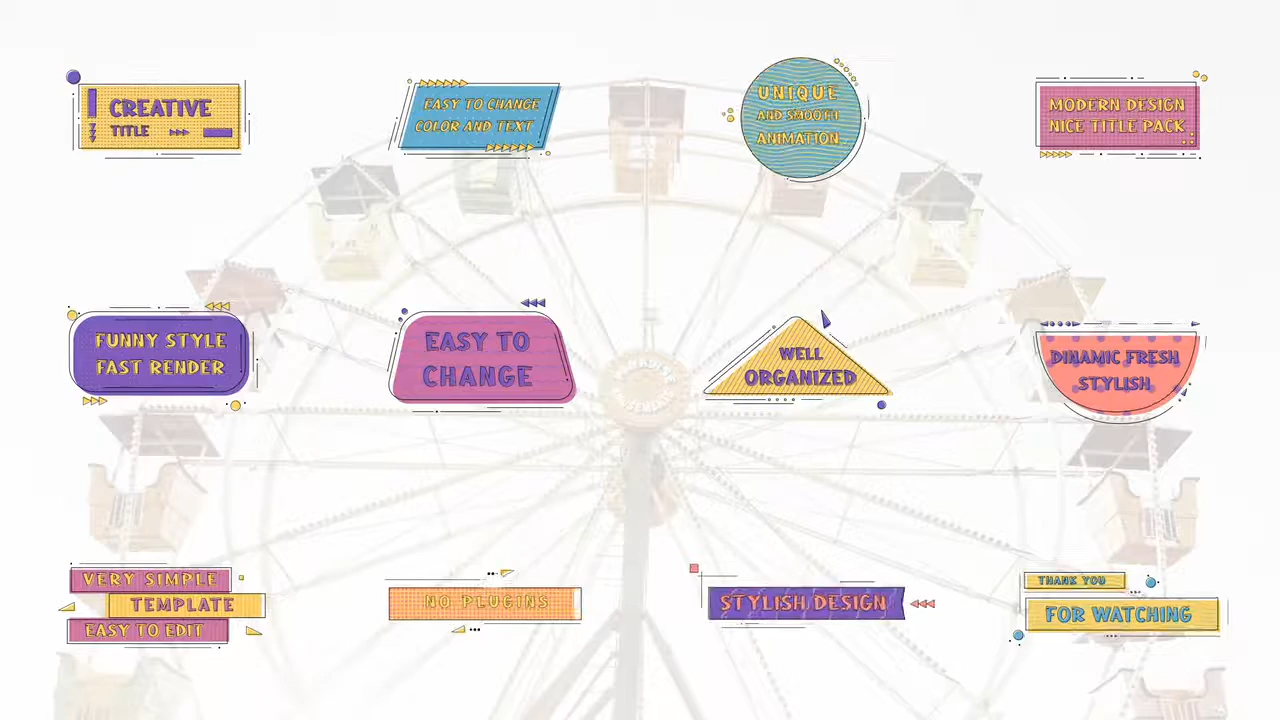 CREATIVE
TITLE
EASY TO CHANGE
COLOR AND TEXT
UNIQUE
AND SMOOTH
ANIMATION
MODERN DESIGN
NICE TITLE PACK
FUNNY STYLE
FAST RENDER
EASY TO
CHANGE
WELL
ORGANIZED
DINAMIC FRESH
STYLISH
VERY SIMPLE
TEMPLATE
EASY TO EDIT
NO PLUGINS
STYLISH DESIGN
THANK YOU
FOR WATCHING